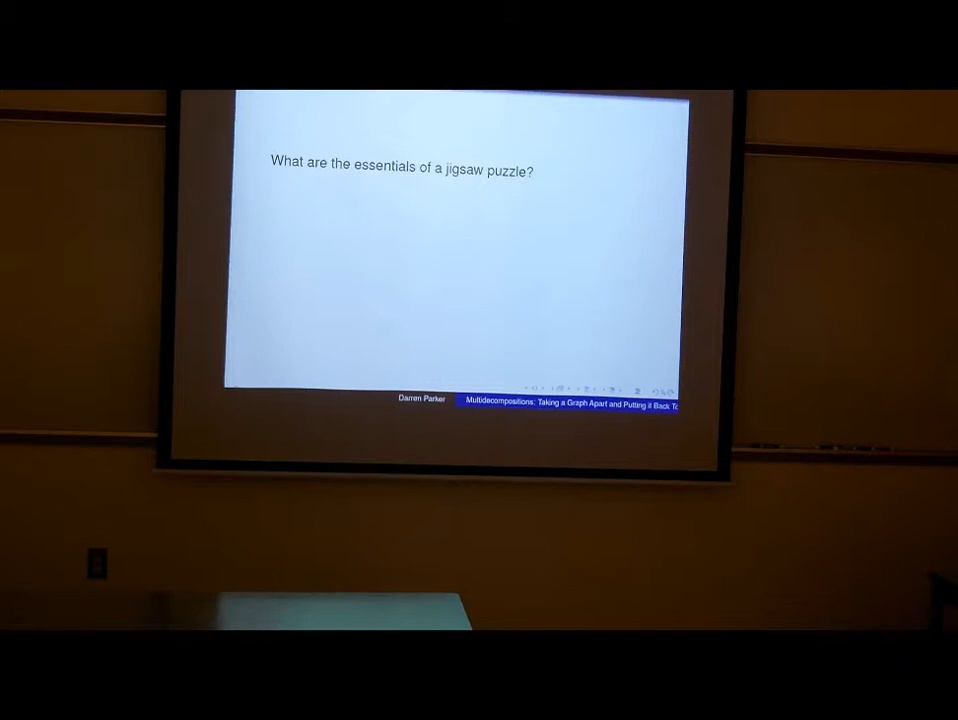 What are the essentials of a jigsaw puzzle?
Darren Parker
Multidecompositions: Taking a Graph Apart and Putting it Back To